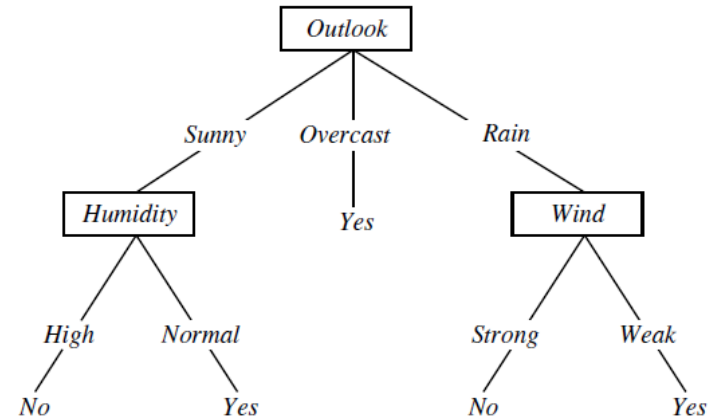 Outlook
Sunny Overcast Rain
Humidity Yes Wind
High Normal Strong Weak
No Yes No Yes